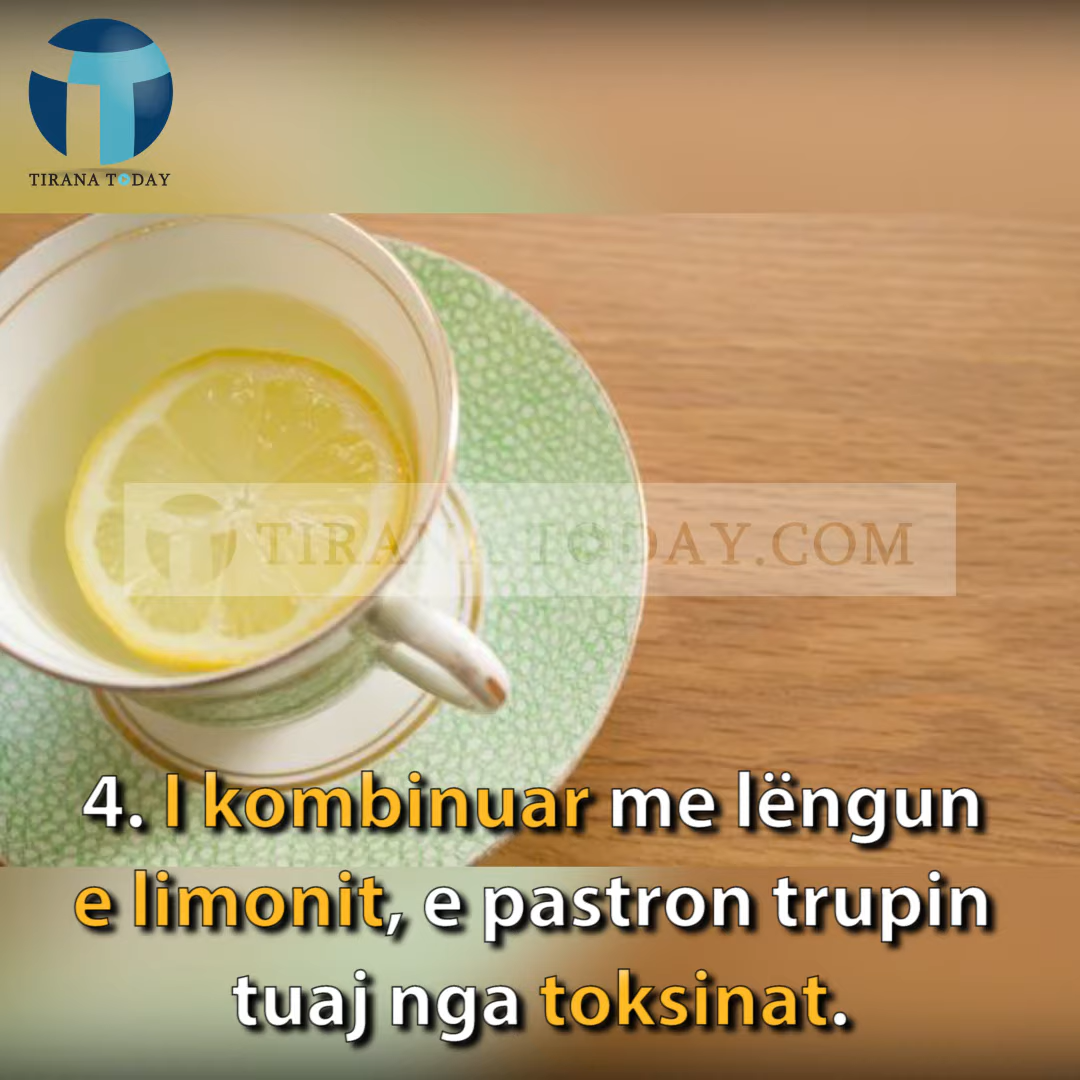 TIRANA TODAY
TIRANA TODAY.COM
4. I kombinuar me lëngun
e limonit, e pastron trupin
tuaj nga toksinat.